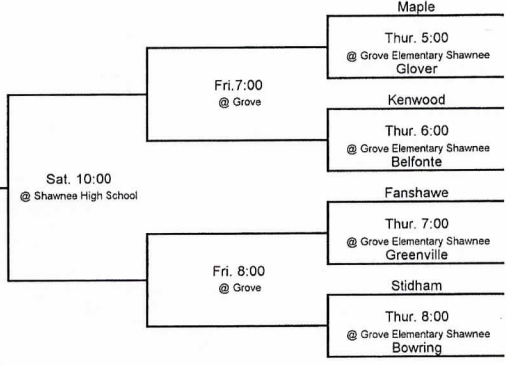 Maple
Thur. 5:00
@ Grove Elementary Shawnee
Glover
Fri.7:00
@ Grove
Kenwood
Thur. 6:00
@ Grove Elementary Shawnee
Belfonte
Sat. 10:00
@ Shawnee High School
Fanshawe
Thur. 7:00
@ Grove Elementary Shawnee
Greenville
Fri. 8:00
@ Grove
Stidham
Thur. 8:00
@ Grove Elementary Shawnee
Bowring